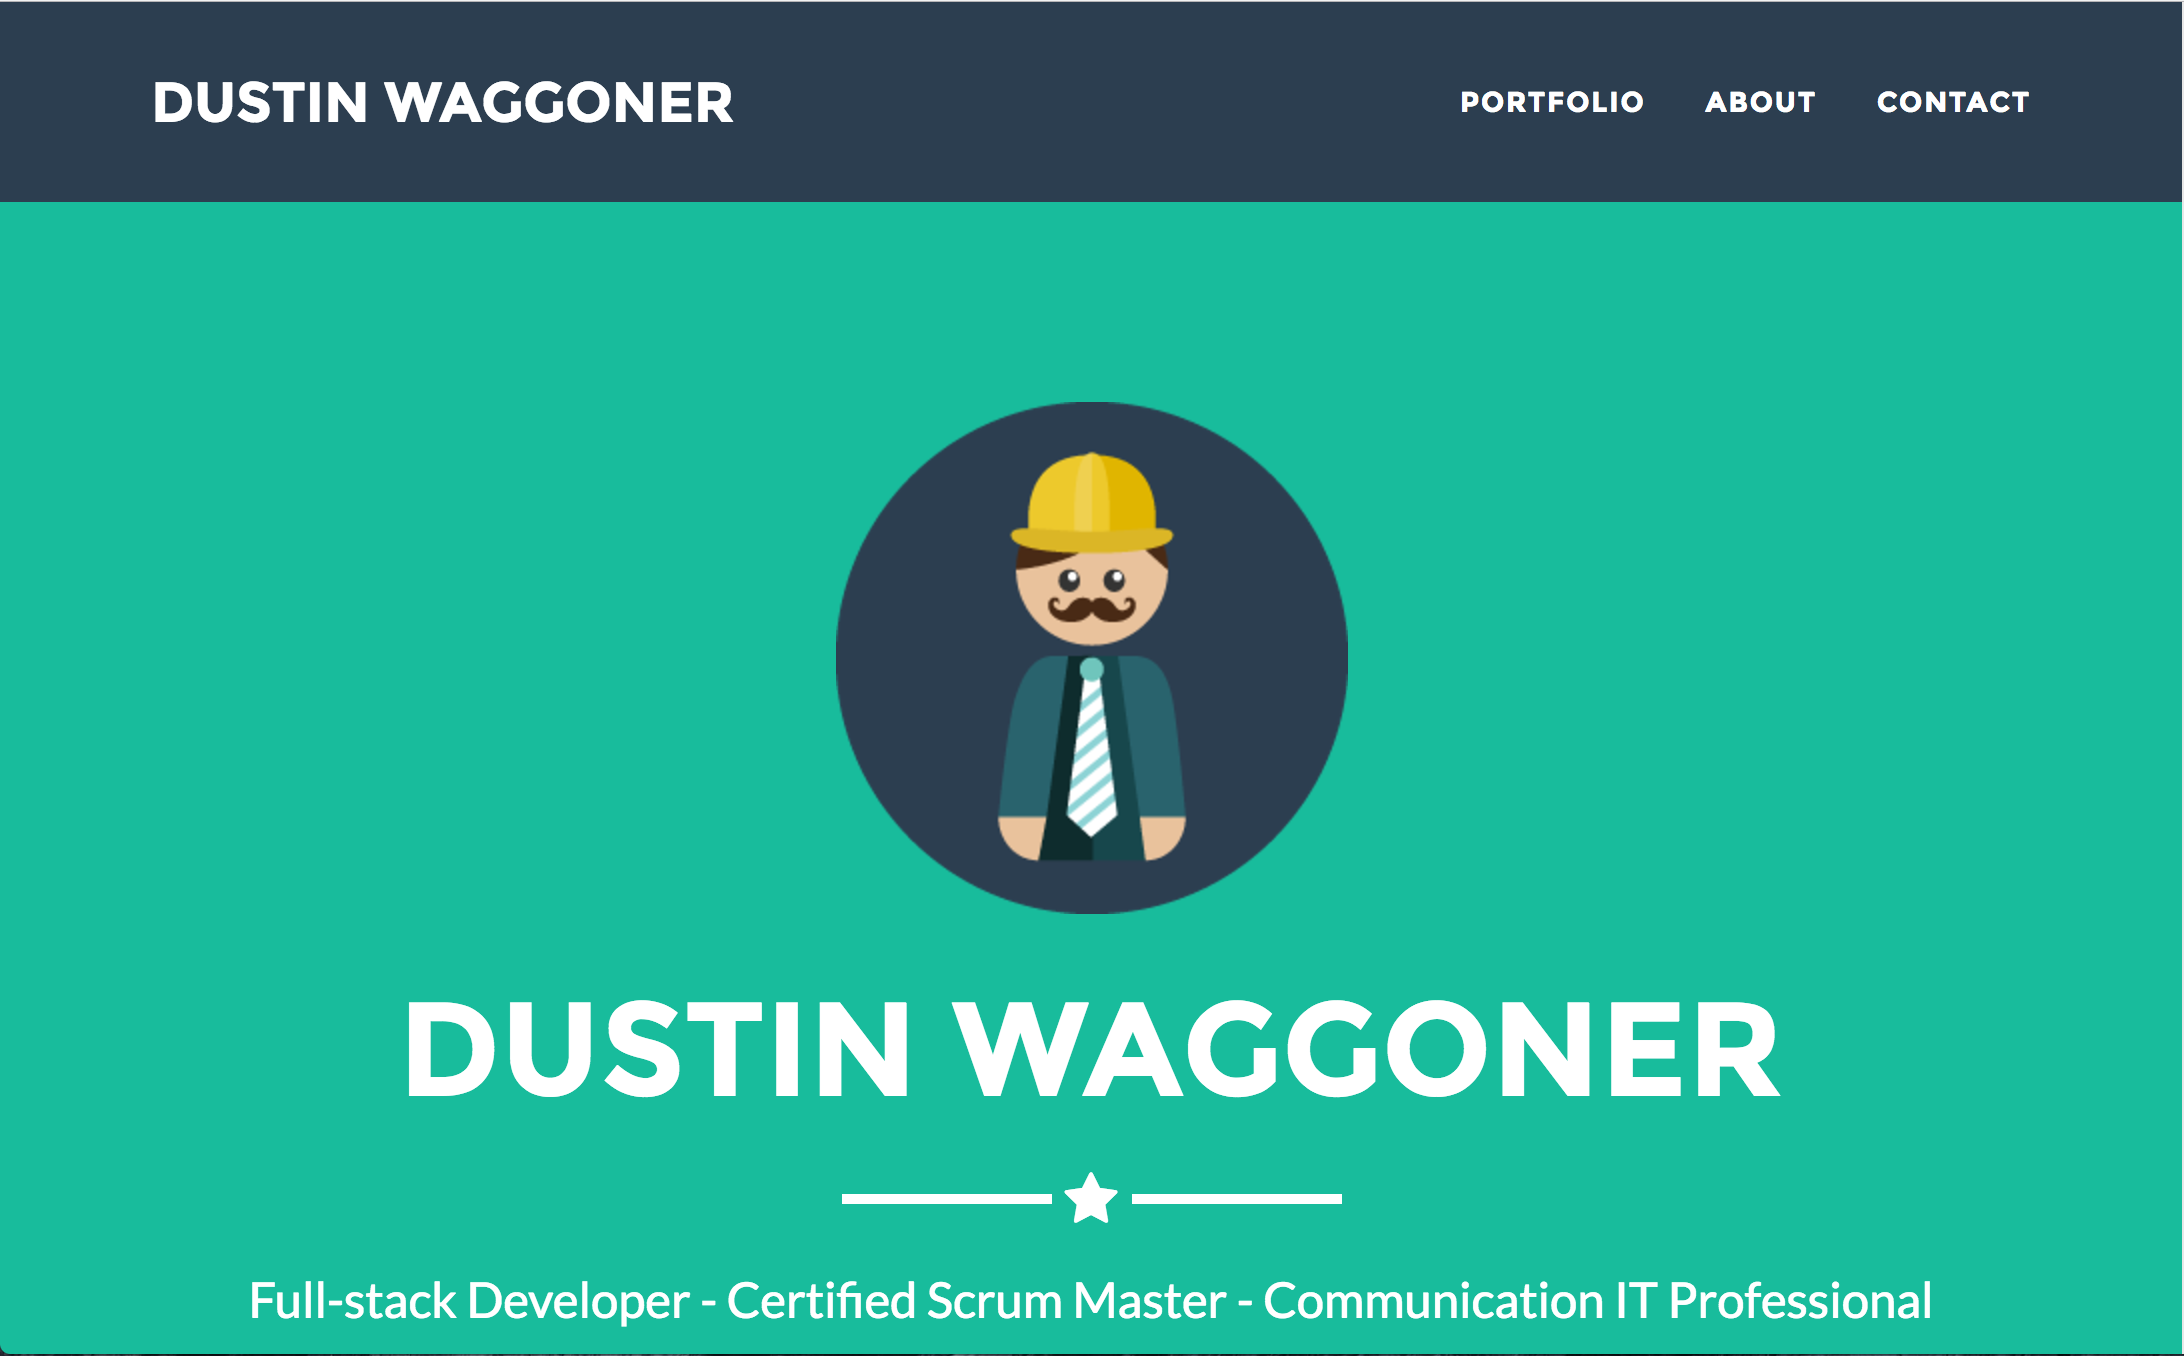 DUSTIN WAGGONER
PORTFOLIO ABOUT CONTACT
DUSTIN WAGGONER
Full-stack Developer - Certified Scrum Master - Communication IT Professional